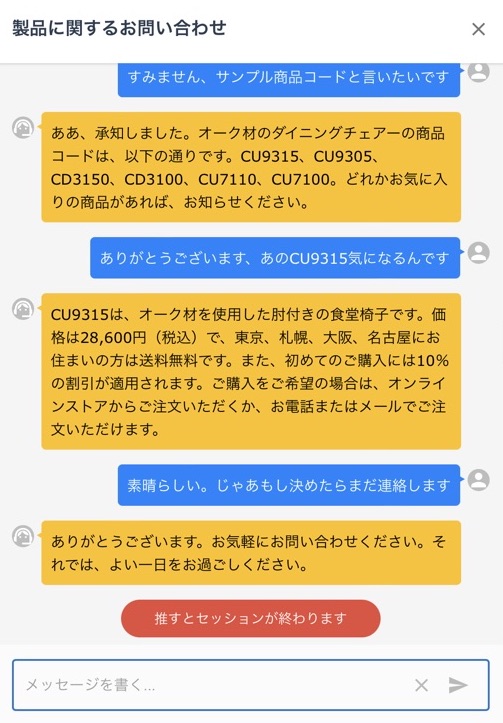 製品に関するお問い合わせ
すみません、サンプル商品コードと言いたいです
ああ、承知しました。オーク材のダイニングチェアーの商品
コードは、以下の通りです。CU9315、CU9305、
CD3150、CD3100、CU7110、CU7100。どれかお気に入
りの商品があれば、お知らせください。
ありがとうございます、あのCU9315気になるんです
CU9315は、オーク材を使用した肘付きの食堂椅子です。価
格は28,600円（税込）で、東京、札幌、大阪、名古屋にお
住まいの方は送料無料です。また、初めてのご購入には10%
の割引が適用されます。ご購入をご希望の場合は、オンライ
ンストアからご注文いただくか、お電話またはメールでご注
文いただけます。
素晴らしい。じゃあもし決めたらまだ連絡します
ありがとうございます。お気軽にお問い合わせください。そ
れでは、よい一日をお過ごしください。
推すとセッションが終わります
メッセージを書く...